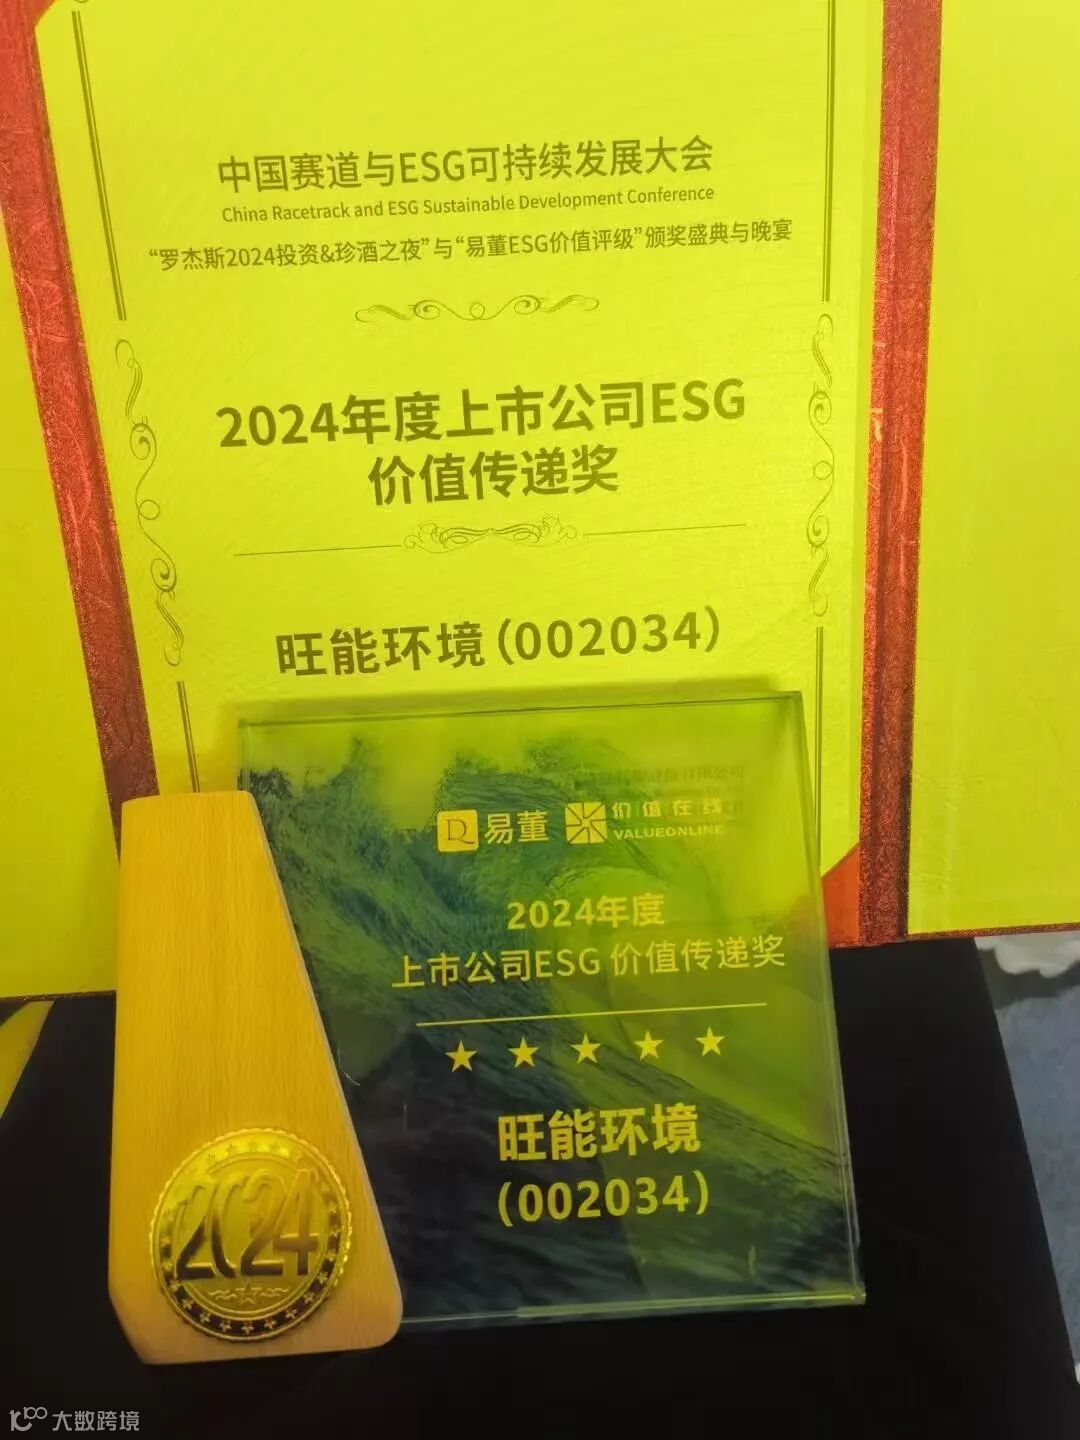 中国赛道与ESG可持续发展大会
China Racetrack and ESG Sustainable Development Conference
“罗杰斯2024投资&珍酒之夜”与“易董ESG价值评级”颁奖盛典与晚宴
2024年度上市公司ESG
价值传递奖
旺能环境(002034)
易董 价值在线
VALUEONLINE
2024年度
上市公司ESG 价值传递奖
旺能环境
(002034)
2024
大数跨境